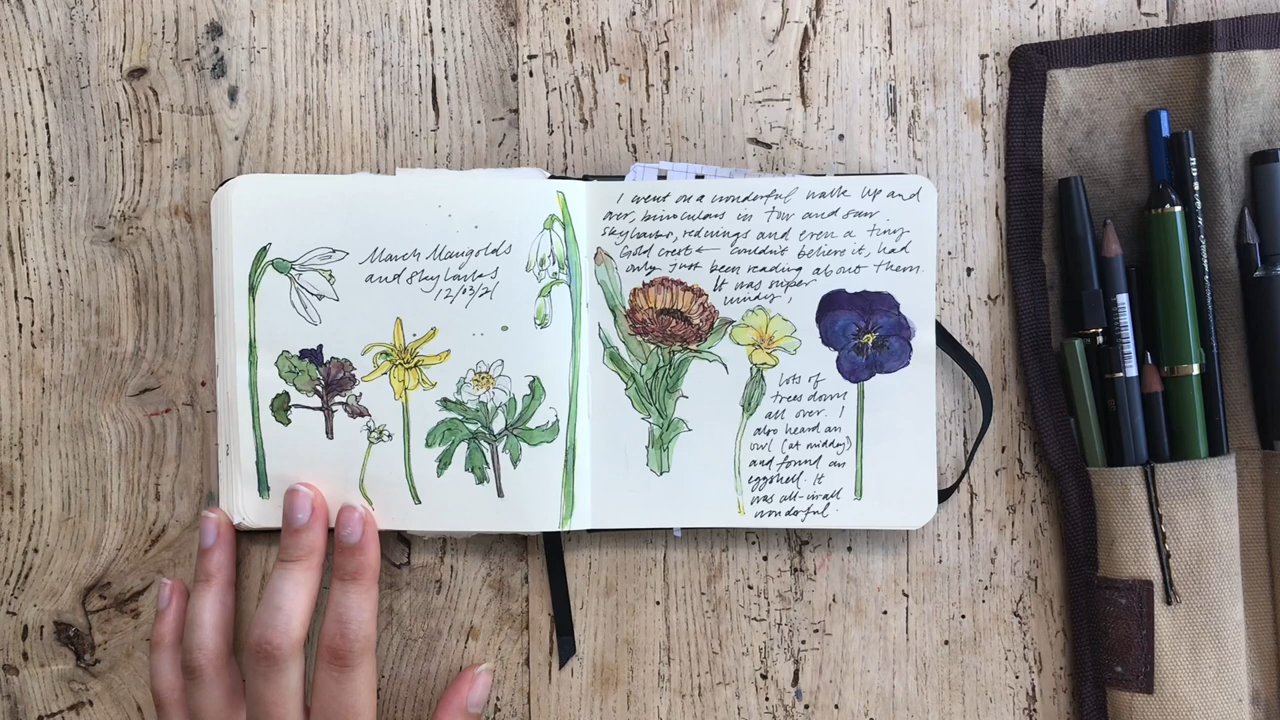 March Marigolds
and Skylarks
12/03/21
I went on a wonderful walk up and
over, binoculars in tow and saw
skylarks, redwings and even a tiny
Gold crest ← couldn't believe it, had
only just been reading about them.
It was super
windy,
lots of
trees down
all over. I
also heard an
owl (at midday)
and found an
eggshell. It
was all-in-all
wonderful.